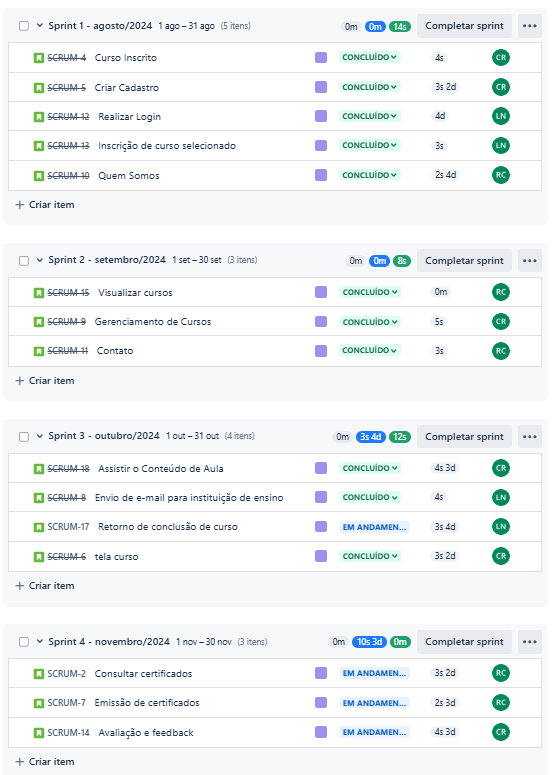 Sprint 1 - agosto/2024 1 ago – 31 ago (5 itens) 0m 0m 14s Completar sprint
SCRUM-4 Curso Inscrito CONCLUÍDO 4s CR
SCRUM-5 Criar Cadastro CONCLUÍDO 3s 2d CR
SCRUM-12 Realizar Login CONCLUÍDO 4d LN
SCRUM-13 Inscrição de curso selecionado CONCLUÍDO 3s LN
SCRUM-10 Quem Somos CONCLUÍDO 2s 4d CR
+ Criar item
Sprint 2 - setembro/2024 1 set – 30 set (3 itens) 0m 0m 8s Completar sprint
SCRUM-15 Visualizar cursos CONCLUÍDO 0m RC
SCRUM-9 Gerenciamento de Cursos CONCLUÍDO 5s CR
SCRUM-11 Contato CONCLUÍDO 3s RC
+ Criar item
Sprint 3 - outubro/2024 1 out – 31 out (4 itens) 0m 3s 4d 12s Completar sprint
SCRUM-18 Assistir o Conteúdo de Aula CONCLUÍDO 4s 3d CR
SCRUM-8 Envio de e-mail para instituição de ensino CONCLUÍDO 4s LN
SCRUM-17 Retorno de conclusão de curso EM ANDAMEN... 3s 4d LN
SCRUM-6 tela curso CONCLUÍDO 3s 2d CR
+ Criar item
Sprint 4 - novembro/2024 1 nov – 30 nov (3 itens) 0m 10s 3d 0m Completar sprint
SCRUM-2 Consultar certificados EM ANDAMEN... 3s 2d RC
SCRUM-7 Emissão de certificados EM ANDAMEN... 2s 3d RC
SCRUM-14 Avaliação e feedback EM ANDAMEN... 4s 3d CR
+ Criar item